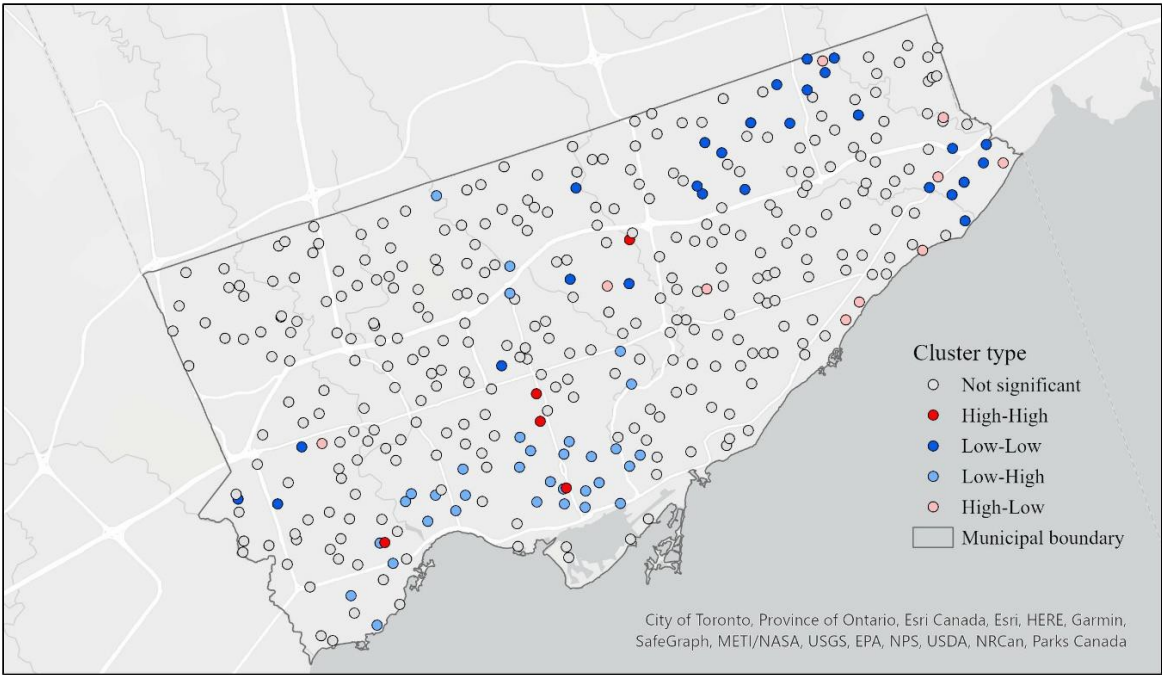 Cluster type
Not significant
High-High
Low-Low
Low-High
High-Low
Municipal boundary
City of Toronto, Province of Ontario, Esri Canada, Esri, HERE, Garmin,
SafeGraph, METI/NASA, USGS, EPA, NPS, USDA, NRCan, Parks Canada